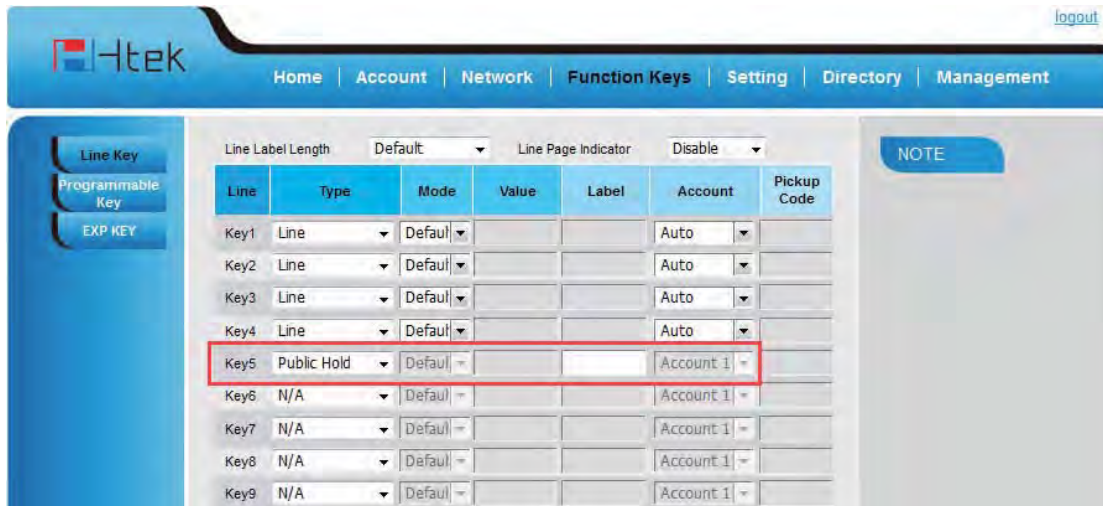 logout
Htek
Home | Account | Network | Function Keys | Setting | Directory | Management
Line Key
Programmable Key
EXP KEY
Line Label Length Default Line Page Indicator Disable
NOTE
Line Type Mode Value Label Account Pickup Code
Key1 Line Defaul Auto
Key2 Line Defaul Auto
Key3 Line Defaul Auto
Key4 Line Defaul Auto
Key5 Public Hold Defaul Account 1
Key6 N/A Defaul Account 1
Key7 N/A Defaul Account 1
Key8 N/A Defaul Account 1
Key9 N/A Defaul Account 1